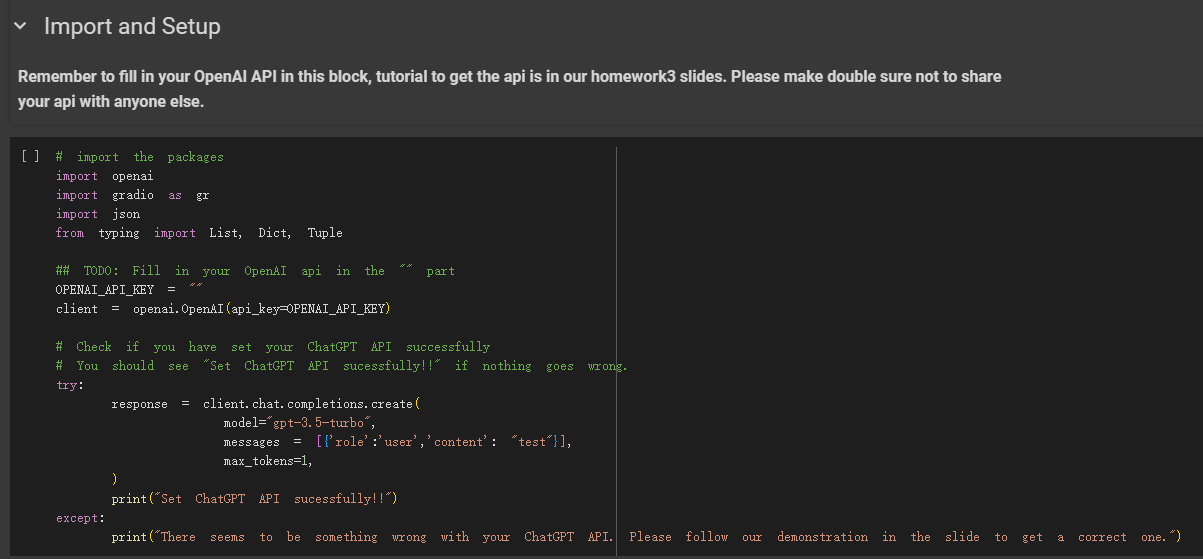 Import and Setup
Remember to fill in your OpenAI API in this block, tutorial to get the api is in our homework3 slides. Please make double sure not to share
your api with anyone else.
[ ] # import the packages
import openai
import gradio as gr
import json
from typing import List, Dict, Tuple
## TODO: Fill in your OpenAI api in the "" part
OPENAI_API_KEY = ""
client = openai.OpenAI(api_key=OPENAI_API_KEY)
# Check if you have set your ChatGPT API successfully
# You should see "Set ChatGPT API sucessfully!!" if nothing goes wrong.
try:
response = client.chat.completions.create(
model="gpt-3.5-turbo",
messages = [{'role':'user','content': "test"}],
max_tokens=1,
)
print("Set ChatGPT API sucessfully!!")
except:
print("There seems to be something wrong with your ChatGPT API. Please follow our demonstration in the slide to get a correct one.")